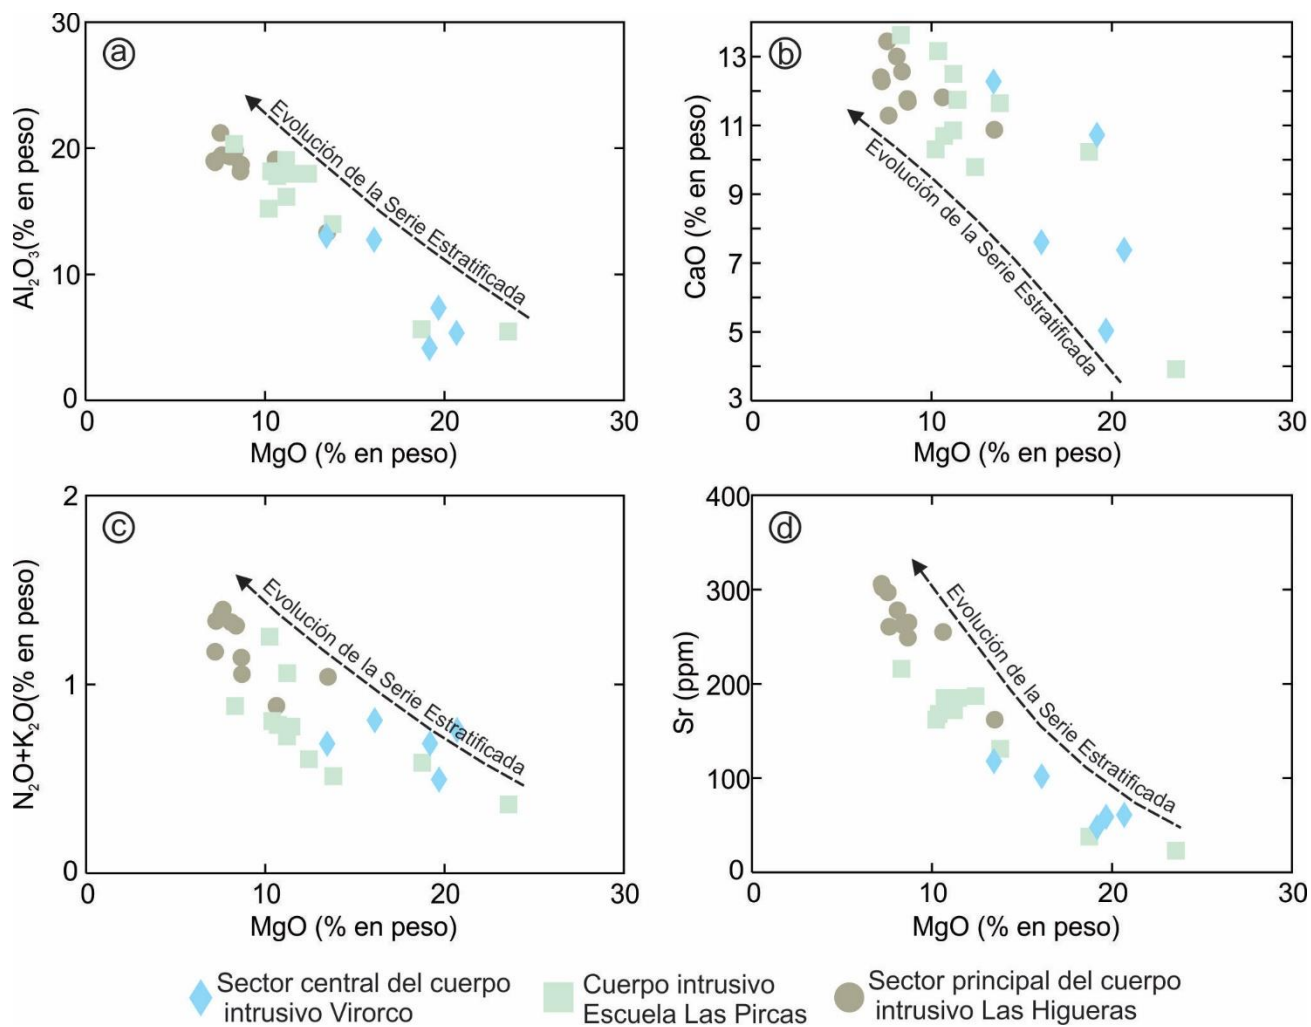 a
Al₂O₃(% en peso)
30
20
10
0
0
10
20
30
MgO (% en peso)
Evolución de la Serie Estratificada
b
CaO (% en peso)
13
11
9
7
5
3
0
10
20
30
MgO (% en peso)
Evolución de la Serie Estratificada
c
N₂O+K₂O(% en peso)
2
1
0
0
10
20
30
MgO (% en peso)
Evolución de la Serie Estratificada
d
Sr (ppm)
400
300
200
100
0
0
10
20
30
MgO (% en peso)
Evolución de la Serie Estratificada
Sector central del cuerpo
intrusivo Virorco
Cuerpo intrusivo
Escuela Las Pircas
Sector principal del cuerpo
intrusivo Las Higueras